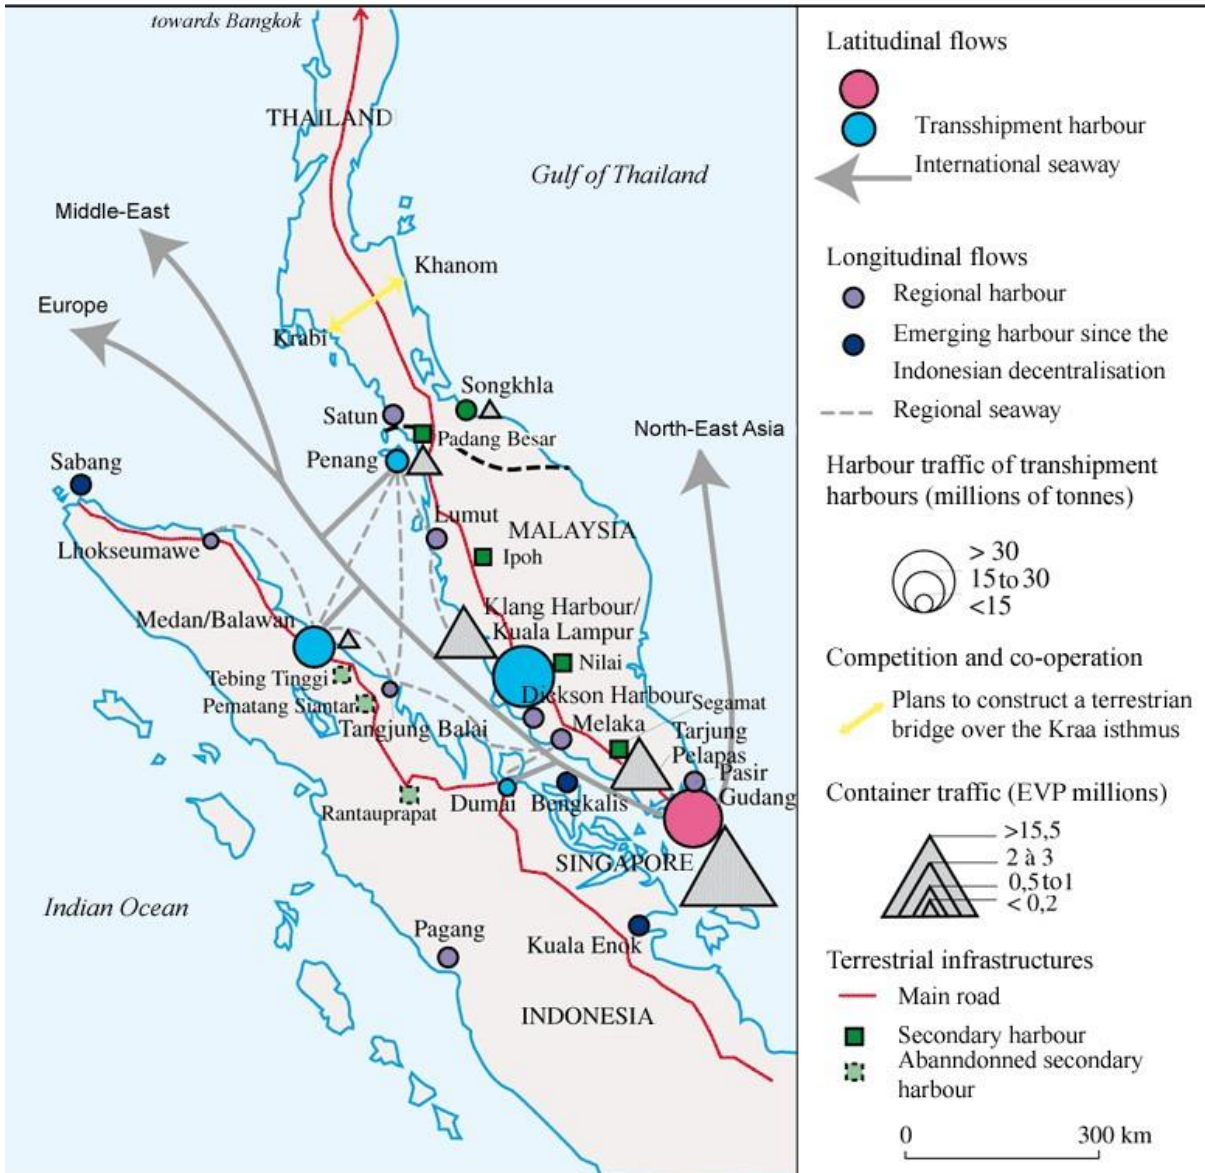 towards Bangkok
THAILAND
Gulf of Thailand
Middle-East
Khanom
Europe
Krabi
Songkhla
Satun
Padang Besar
North-East Asia
Penang
Sabang
Lumut
MALAYSIA
Lhokseumawe
Ipoh
Medan/Balawan
Klang Harbour/
Kuala Lampur
Nilai
Tebing Tinggi
Pematang Siantar
Dickson Harbour
Segamat
Tangjung Balai
Melaka
Tarjung
Pelapas
Pasir
Gudang
Rantauprapat
Dumai
Bengkalis
SINGAPORE
Indian Ocean
Pagang
Kuala Enok
INDONESIA
Latitudinal flows
Transshipment harbour
International seaway
Longitudinal flows
Regional harbour
Emerging harbour since the
Indonesian decentralisation
Regional seaway
Harbour traffic of transhipment
harbours (millions of tonnes)
> 30
15 to 30
<15
Competition and co-operation
Plans to construct a terrestrian
bridge over the Kraa isthmus
Container traffic (EVP millions)
>15,5
2 à 3
0,5 to 1
< 0,2
Terrestrial infrastructures
Main road
Secondary harbour
Abanndonned secondary
harbour
0 300 km